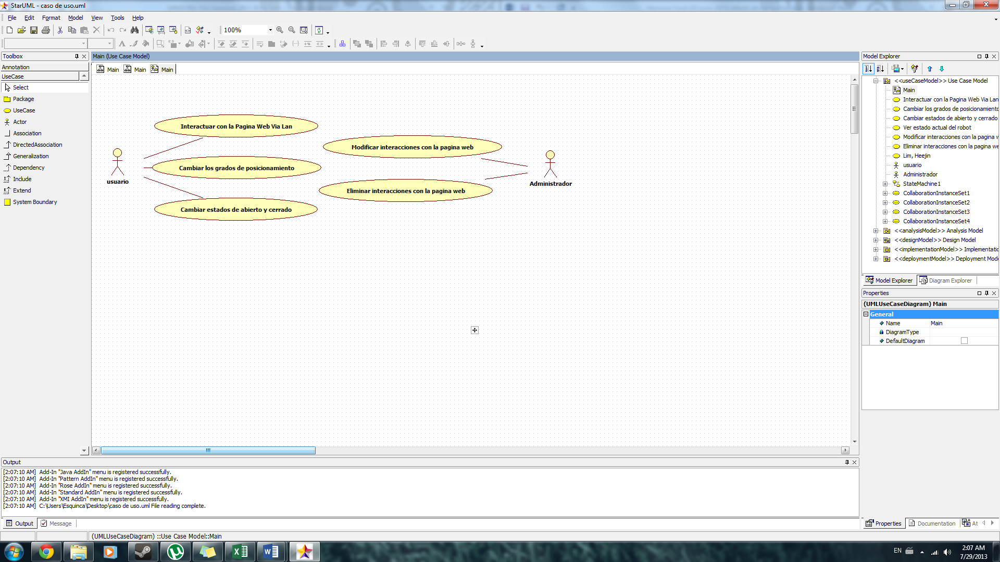 StarUML - caso de uso.uml
File Edit Format Model View Tools Help
100%
Toolbox
Annotation
UseCase
Select
Package
UseCase
Actor
Association
DirectedAssociation
Generalization
Dependency
Include
Extend
System Boundary
Main (Use Case Model)
Main Main Main
Interactuar con la Pagina Web Via Lan
Modificar interacciones con la pagina web
Cambiar los grados de posicionamiento
usuario
Administrador
Eliminar interacciones con la pagina web
Cambiar estados de abierto y cerrado
Model Explorer
<<useCaseModel>> Use Case Model
Main
Interactuar con la Pagina Web Via Lan
Cambiar los grados de posicionamiento
Cambiar estados de abierto y cerrado
Ver estado actual del robot
Modificar interacciones con la pagina w
Eliminar interacciones con la pagina we
Lim, Heejin
usuario
Administrador
StateMachine1
CollaborationInstanceSet1
CollaborationInstanceSet2
CollaborationInstanceSet3
CollaborationInstanceSet4
<<analysisModel>> Analysis Model
<<designModel>> Design Model
<<implementationModel>> Implementatio
<<deploymentModel>> Deployment Mode
Model Explorer Diagram Explorer
Properties
(UMLUseCaseDiagram) Main
General
Name Main
DiagramType
DefaultDiagram
Output
[2:07:10 AM] Add-In "Java AddIn" menu is registered successfully.
[2:07:10 AM] Add-In "Pattern AddIn" menu is registered successfully.
[2:07:10 AM] Add-In "Rose AddIn" menu is registered successfully.
[2:07:10 AM] Add-In "Standard AddIn" menu is registered successfully.
[2:07:10 AM] Add-In "XMI AddIn" menu is registered successfully.
[2:07:10 AM] C:\Users\Esquinca\Desktop\caso de uso.uml File reading complete.
Output Message
Properties Documentation At
(UMLUseCaseDiagram) ::Use Case Model::Main
EN
2:07 AM
7/29/2013